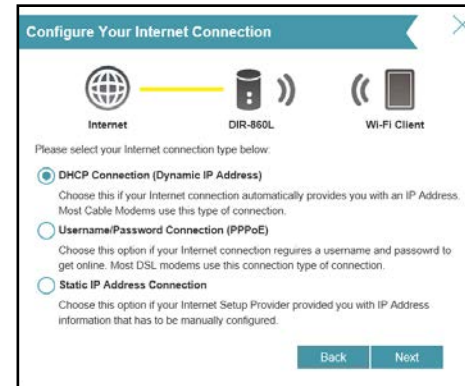 Configure Your Internet Connection
Internet
DIR-860L
Wi-Fi Client
Please select your Internet connection type below:
DHCP Connection (Dynamic IP Address)
Choose this if your Internet connection automatically provides you with an IP Address.
Most Cable Modems use this type of connection.
Username/Password Connection (PPPoE)
Choose this option if your Internet connection requires a username and passowrd to
get online. Most DSL modems use this connection type of connection.
Static IP Address Connection
Choose this option if your Internet Setup Provider provided you with IP Address
information that has to be manually configured.
Back Next